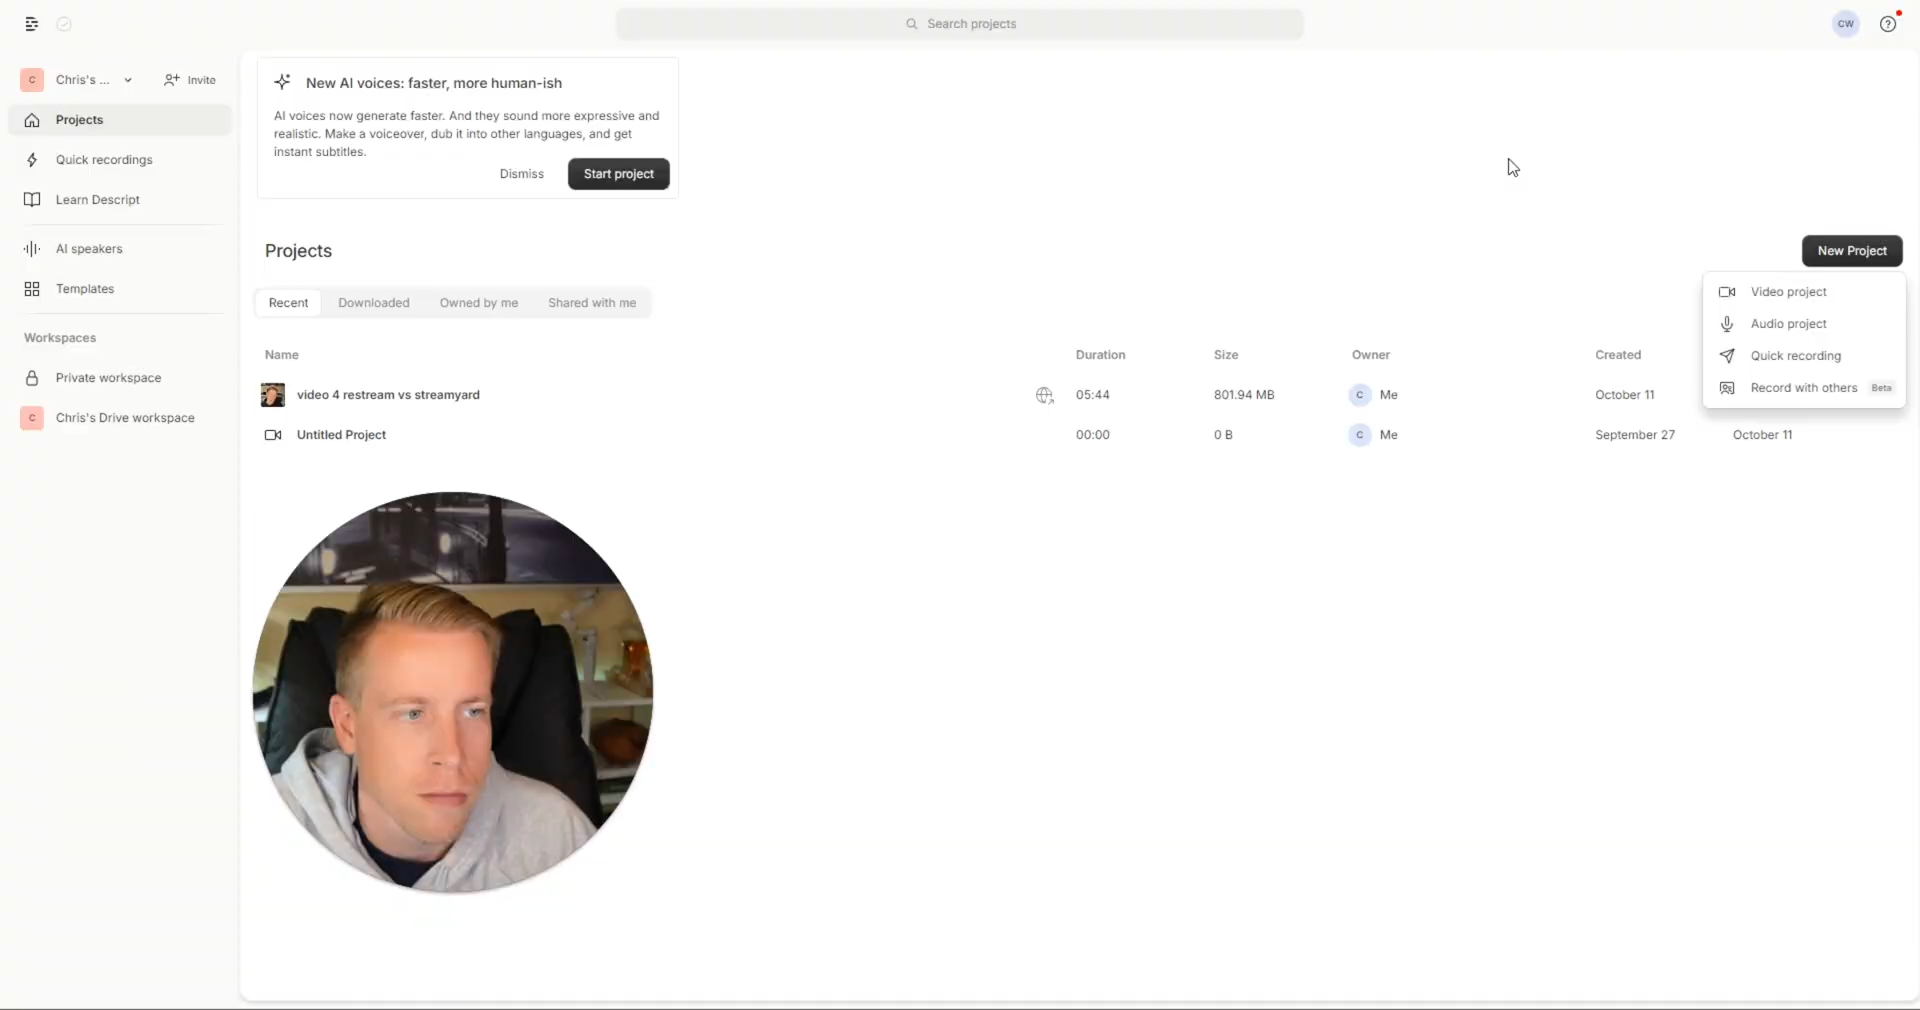 Search projects
CW
C Chris's ... Invite
Projects
Quick recordings
Learn Descript
AI speakers
Templates
Workspaces
Private workspace
C Chris's Drive workspace
New AI voices: faster, more human-ish
AI voices now generate faster. And they sound more expressive and
realistic. Make a voiceover, dub it into other languages, and get
instant subtitles.
Dismiss Start project
Projects
New Project
Video project
Audio project
Quick recording
Record with others Beta
Recent Downloaded Owned by me Shared with me
Name Duration Size Owner Created
video 4 restream vs streamyard 05:44 801.94 MB C Me October 11
Untitled Project 00:00 0 B C Me September 27 October 11